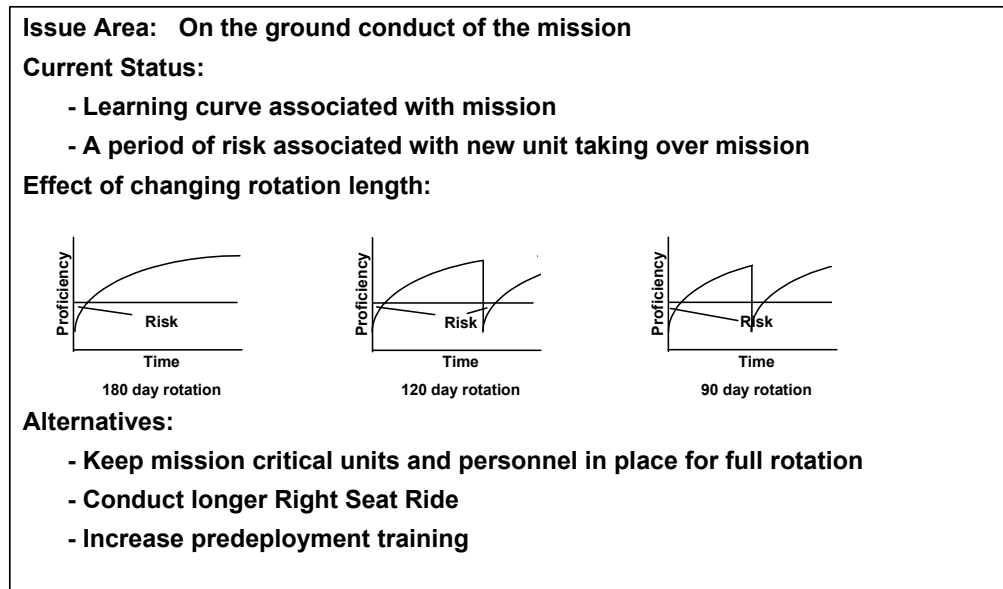 Issue Area: On the ground conduct of the mission
Current Status:
- Learning curve associated with mission
- A period of risk associated with new unit taking over mission
Effect of changing rotation length:
Proficiency
Risk
Time
180 day rotation
Proficiency
Risk
Time
120 day rotation
Proficiency
Risk
Time
90 day rotation
Alternatives:
- Keep mission critical units and personnel in place for full rotation
- Conduct longer Right Seat Ride
- Increase predeployment training